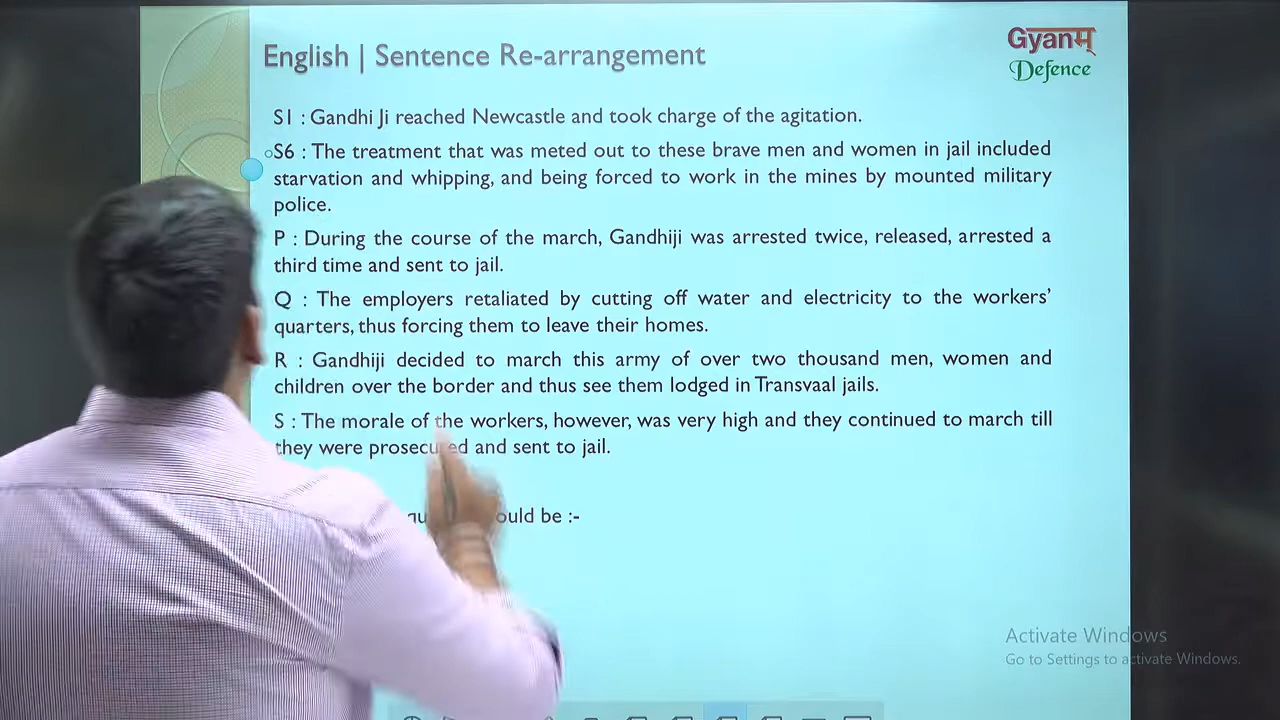 English | Sentence Re-arrangement
Gyanम्
Defence
S1 : Gandhi Ji reached Newcastle and took charge of the agitation.
S6 : The treatment that was meted out to these brave men and women in jail included
starvation and whipping, and being forced to work in the mines by mounted military
police.
P : During the course of the march, Gandhiji was arrested twice, released, arrested a
third time and sent to jail.
Q : The employers retaliated by cutting off water and electricity to the workers'
quarters, thus forcing them to leave their homes.
R : Gandhiji decided to march this army of over two thousand men, women and
children over the border and thus see them lodged in Transvaal jails.
S : The morale of the workers, however, was very high and they continued to march till
they were prosecuted and sent to jail.
be :-
Activate Windows
Go to Settings to activate Windows.